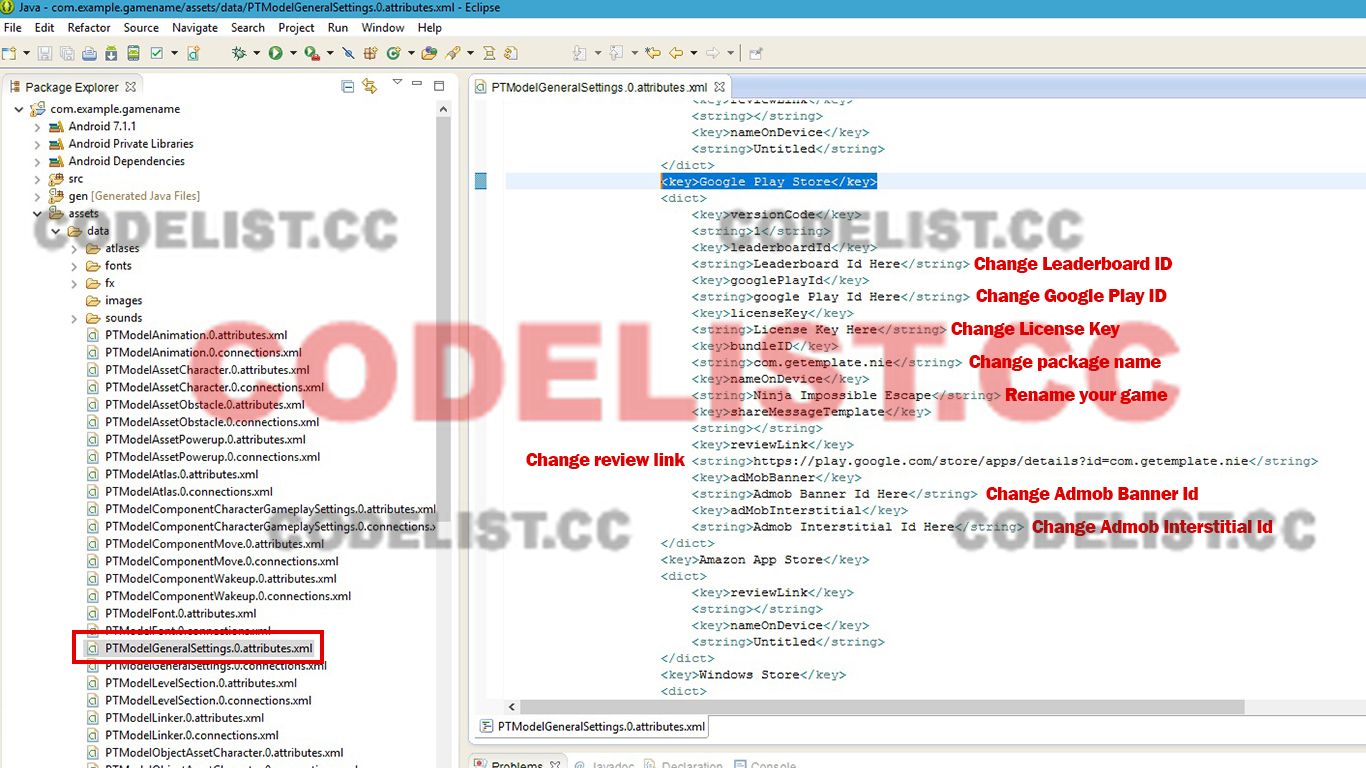 Java - com.example.gamename/assets/data/PTModelGeneralSettings.0.attributes.xml - Eclipse
File Edit Refactor Source Navigate Search Project Run Window Help
Package Explorer
com.example.gamename
Android 7.1.1
Android Private Libraries
Android Dependencies
src
gen [Generated Java Files]
assets
data
atlases
fonts
fx
images
sounds
PTModelAnimation.0.attributes.xml
PTModelAnimation.0.connections.xml
PTModelAssetCharacter.0.attributes.xml
PTModelAssetCharacter.0.connections.xml
PTModelAssetObstacle.0.attributes.xml
PTModelAssetObstacle.0.connections.xml
PTModelAssetPowerup.0.attributes.xml
PTModelAssetPowerup.0.connections.xml
PTModelAtlas.0.attributes.xml
PTModelAtlas.0.connections.xml
PTModelComponentCharacterGameplaySettings.0.attributes.xml
PTModelComponentCharacterGameplaySettings.0.connections.x
PTModelComponentMove.0.attributes.xml
PTModelComponentMove.0.connections.xml
PTModelComponentWakeup.0.attributes.xml
PTModelComponentWakeup.0.connections.xml
PTModelFont.0.attributes.xml
PTModelFont.0.connections.xml
PTModelGeneralSettings.0.attributes.xml
PTModelGeneralSettings.0.connections.xml
PTModelLevelSection.0.attributes.xml
PTModelLevelSection.0.connections.xml
PTModelLinker.0.attributes.xml
PTModelLinker.0.connections.xml
PTModelObjectAssetCharacter.0.attributes.xml
PTModelGeneralSettings.0.attributes.xml
<key>reviewLink</key>
<string></string>
<key>nameOnDevice</key>
<string>Untitled</string>
</dict>
<key>Google Play Store</key>
<dict>
<key>versionCode</key>
<string>1</string>
<key>leaderboardId</key>
<string>Leaderboard Id Here</string> Change Leaderboard ID
<key>googlePlayId</key>
<string>google Play Id Here</string> Change Google Play ID
<key>licenseKey</key>
<string>License Key Here</string> Change License Key
<key>bundleID</key>
<string>com.getemplate.nie</string> Change package name
<key>nameOnDevice</key>
<string>Ninja Impossible Escape</string> Rename your game
<key>shareMessageTemplate</key>
<string></string>
<key>reviewLink</key>
Change review link <string>https://play.google.com/store/apps/details?id=com.getemplate.nie</string>
<key>adMobBanner</key>
<string>Admob Banner Id Here</string> Change Admob Banner Id
<key>adMobInterstitial</key>
<string>Admob Interstitial Id Here</string> Change Admob Interstitial Id
</dict>
<key>Amazon App Store</key>
<dict>
<key>reviewLink</key>
<string></string>
<key>nameOnDevice</key>
<string>Untitled</string>
</dict>
<key>Windows Store</key>
<dict>
PTModelGeneralSettings.0.attributes.xml
Problems Javadoc Declaration Console
CODELIST.CC
CODELIST.CC
CODELIST.CC
CODELIST.CC
CODELIST.CC